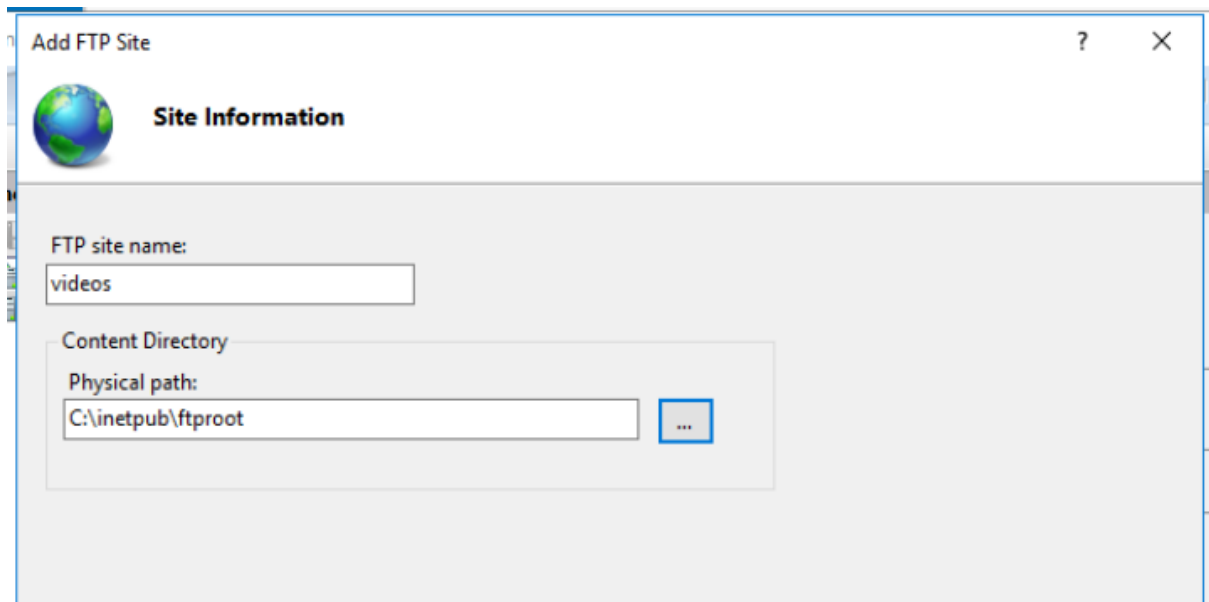 Add FTP Site
?
Site Information
FTP site name:
videos
Content Directory
Physical path:
C:\inetpub\ftproot
...